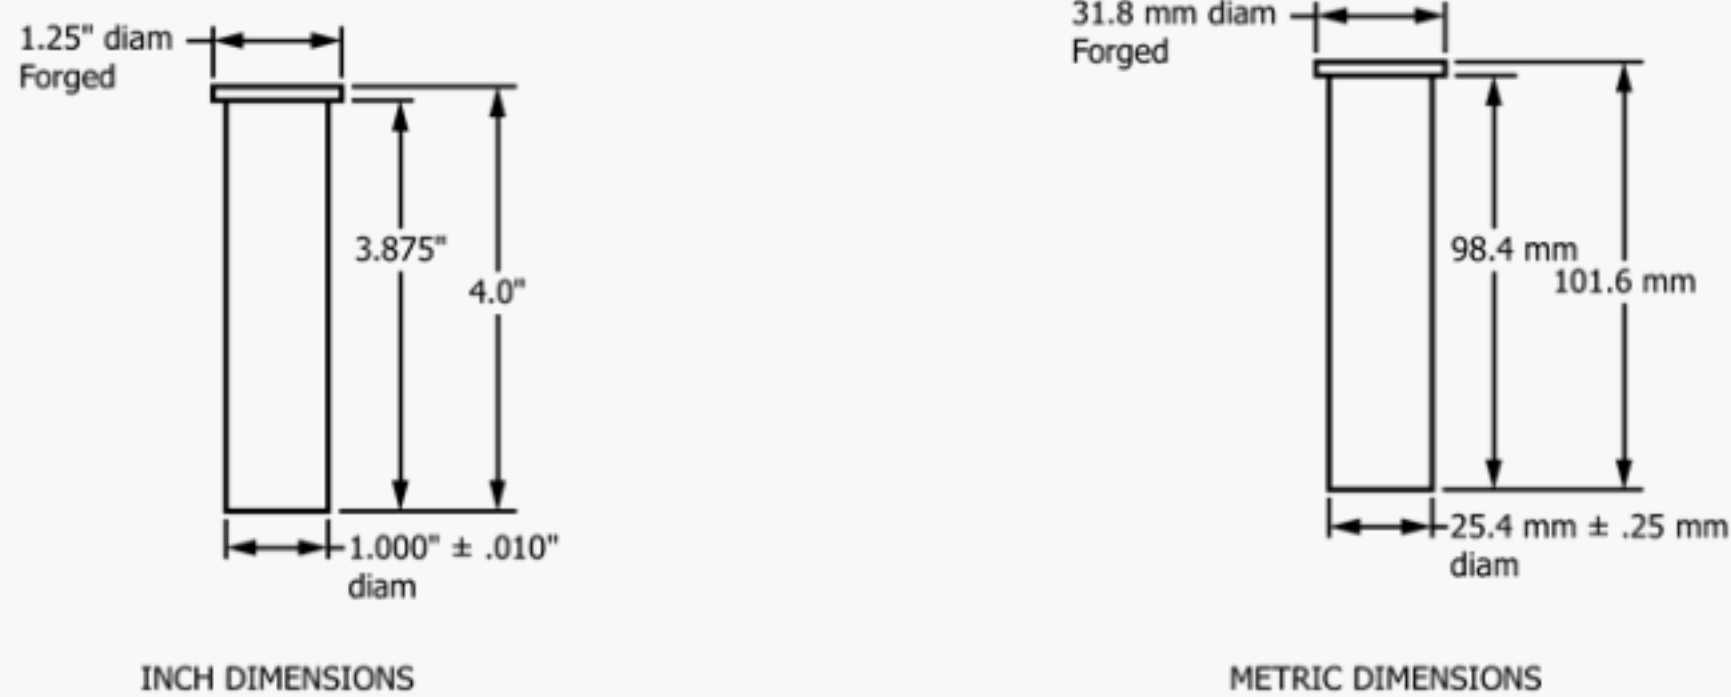 1.25" diam
Forged
3.875"
4.0"
1.000" ± .010"
diam
INCH DIMENSIONS
31.8 mm diam
Forged
98.4 mm
101.6 mm
25.4 mm ± .25 mm
diam
METRIC DIMENSIONS